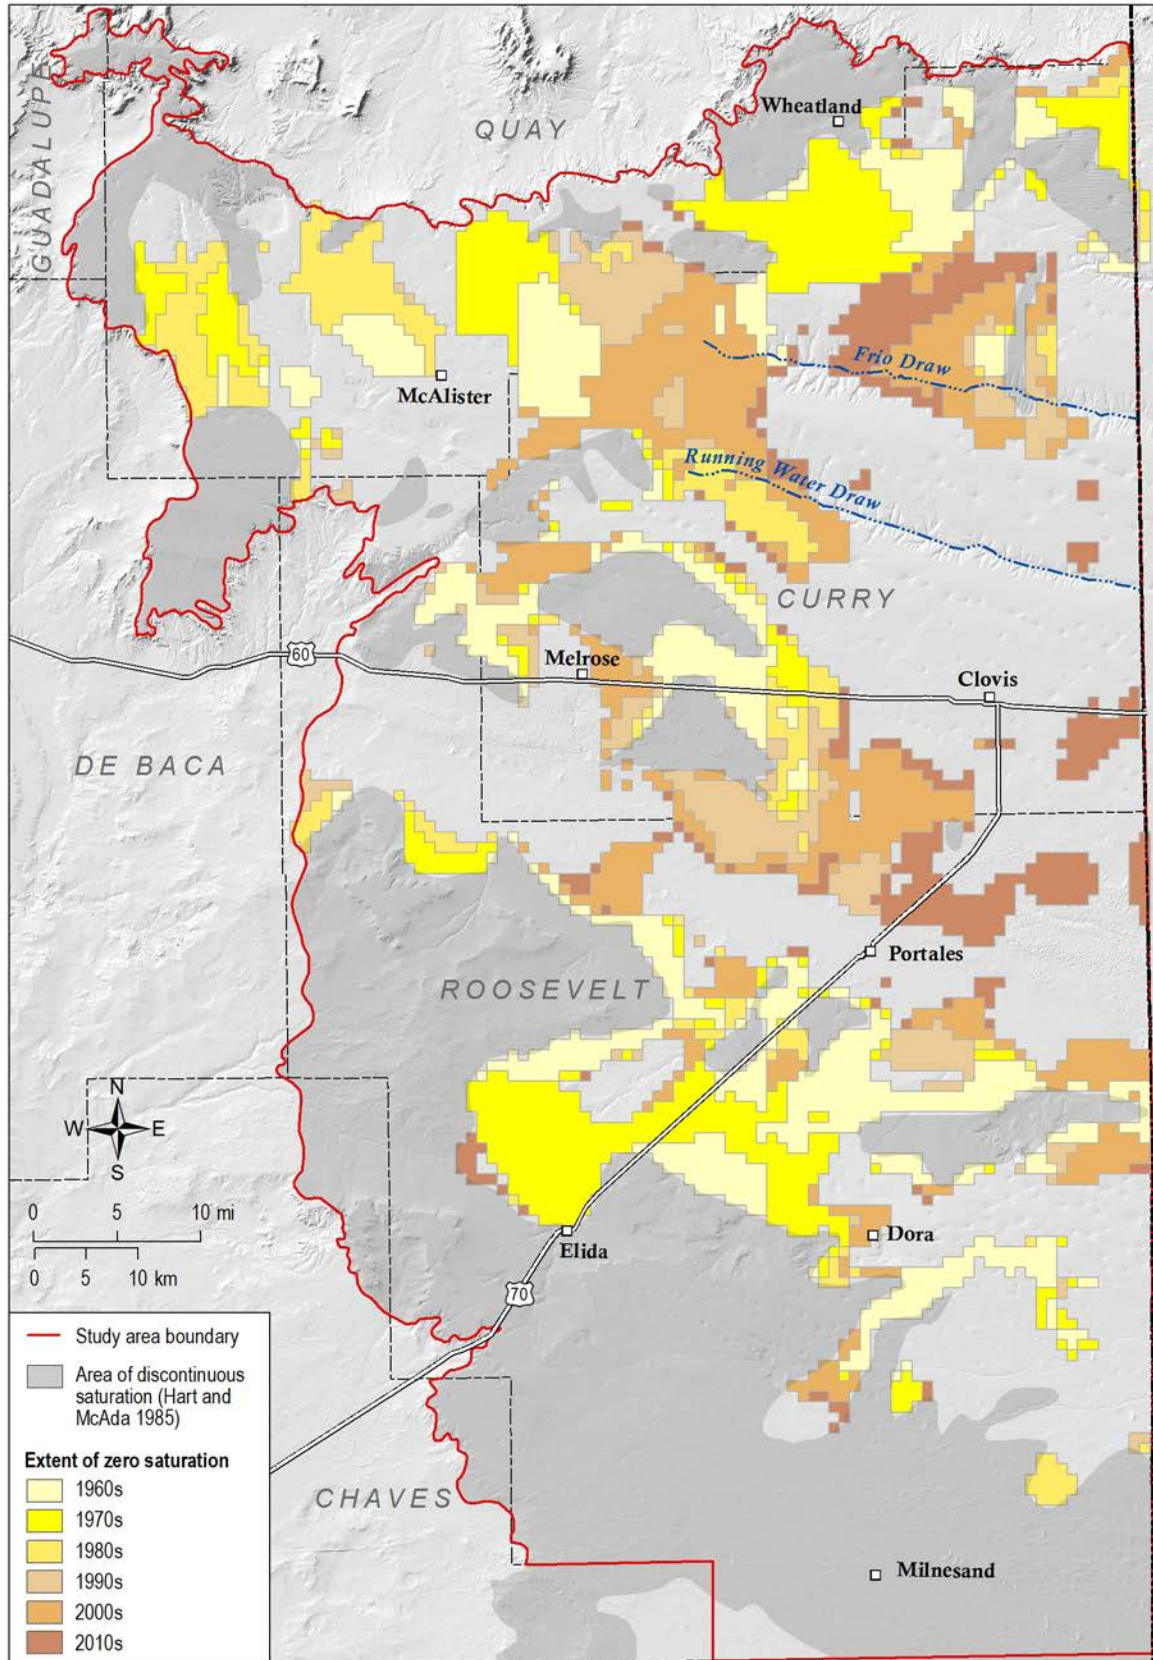 GUADALUPE
QUAY
Wheatland
Frio Draw
McAlister
Running Water Draw
CURRY
60
Melrose
Clovis
DE BACA
ROOSEVELT
Portales
N
W E
S
0 5 10 mi
0 5 10 km
Elida
Dora
70
Study area boundary
Area of discontinuous
saturation (Hart and
McAda 1985)
Extent of zero saturation
1960s
1970s
1980s
1990s
2000s
2010s
CHAVES
Milnesand